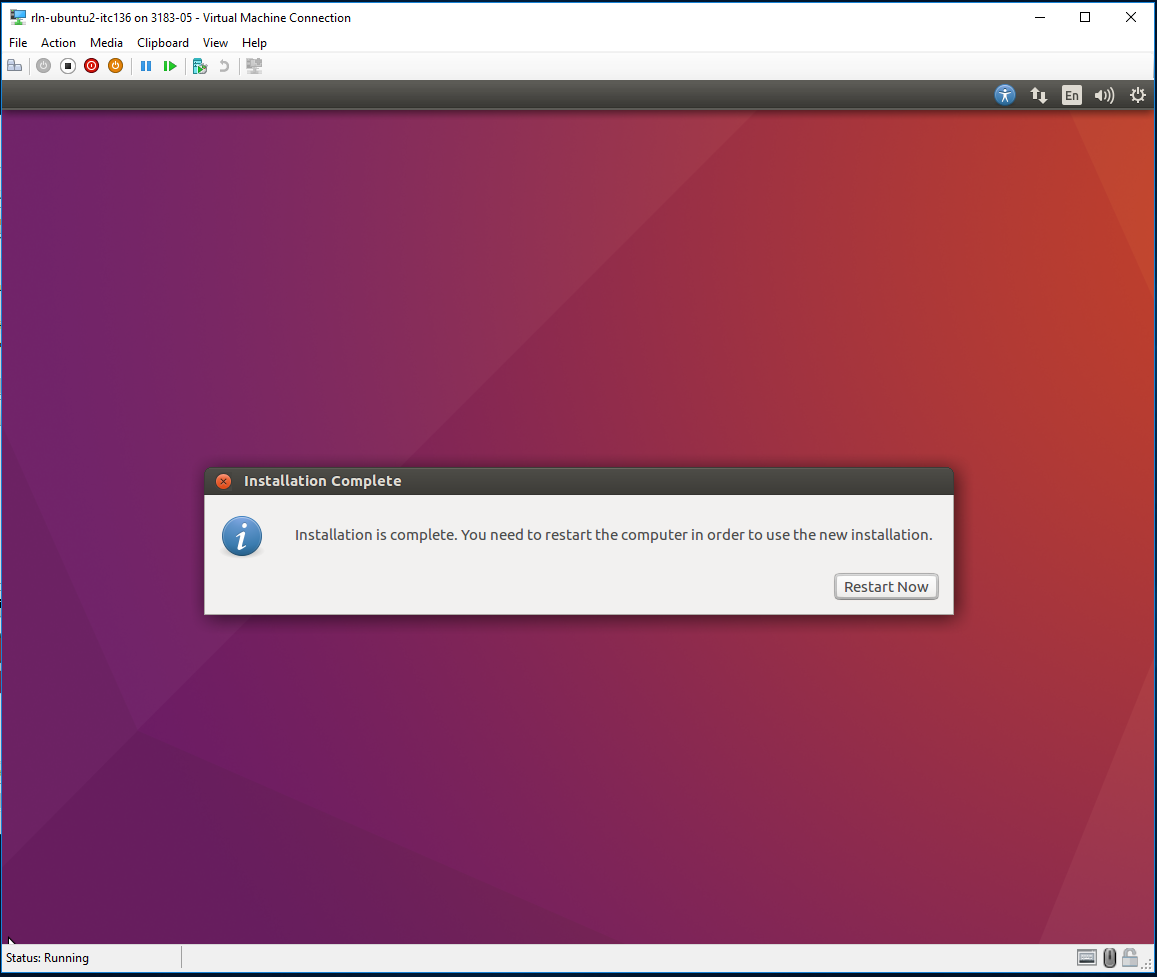 rln-ubuntu2-itc136 on 3183-05 - Virtual Machine Connection
File Action Media Clipboard View Help
En
Installation Complete
Installation is complete. You need to restart the computer in order to use the new installation.
Restart Now
Status: Running